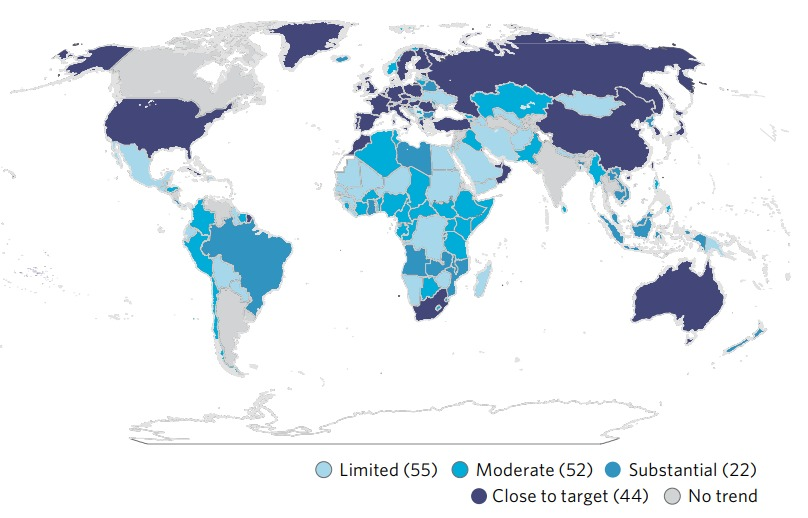 Limited (55) Moderate (52) Substantial (22)
Close to target (44) No trend